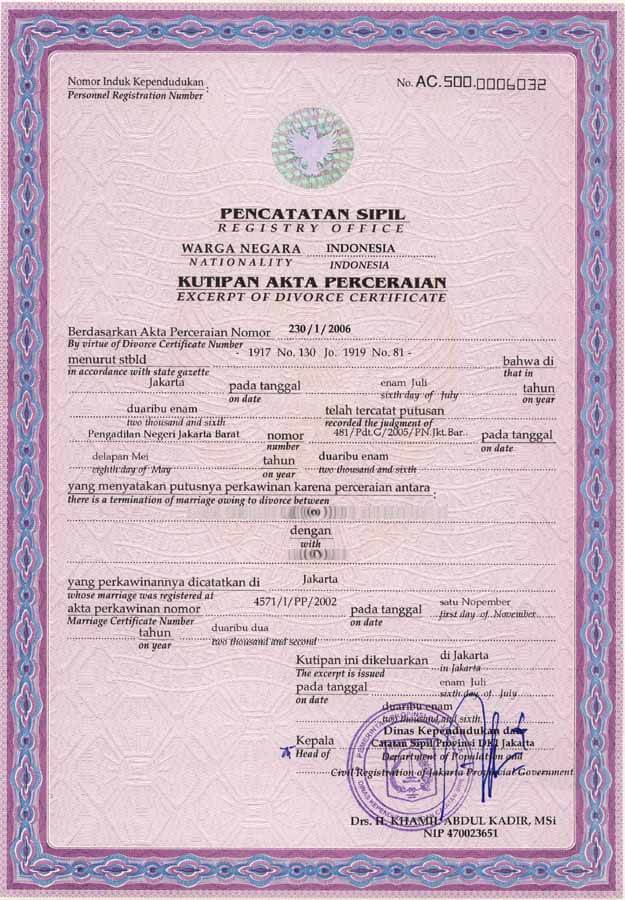 Nomor Induk Kependudukan :
Personnel Registration Number
No. AC.500.0006032
PENCATATAN SIPIL
REGISTRY OFFICE
WARGA NEGARA INDONESIA
NATIONALITY INDONESIA
KUTIPAN AKTA PERCERAIAN
EXCERPT OF DIVORCE CERTIFICATE
Berdasarkan Akta Perceraian Nomor 230/1/2006
By virtue of Divorce Certificate Number
menurut stbld - 1917 No. 130 Jo. 1919 No. 81 - bahwa di
in accordance with state gazette that in
Jakarta pada tanggal enam Juli tahun
on date sixth day of July on year
duaribu enam telah tercatat putusan
two thousand and sixth recorded the judgment of
Pengadilan Negeri Jakarta Barat nomor 481/Pdt.G/2005/PN.Jkt.Bar. pada tanggal
number on date
delapan Mei tahun duaribu enam
eighth day of May on year two thousand and sixth
yang menyatakan putusnya perkawinan karena perceraian antara :
there is a termination of marriage owing to divorce between
dengan
with
yang perkawinannya dicatatkan di Jakarta
whose marriage was registered at
akta perkawinan nomor 4571/I/PP/2002 pada tanggal satu Nopember
Marriage Certificate Number on date first day of November
tahun duaribu dua
on year two thousand and second
Kutipan ini dikeluarkan di Jakarta
The excerpt is issued in Jakarta
pada tanggal enam Juli
on date sixth day of July
duaribu enam
two thousand and sixth
Kepala Dinas Kependudukan dan
Catatan Sipil Provinsi DKI Jakarta
Head of Department of Population and
Civil Registration of Jakarta Provincial Government
Drs. H. KHAMIL ABDUL KADIR, MSi
NIP 470023651